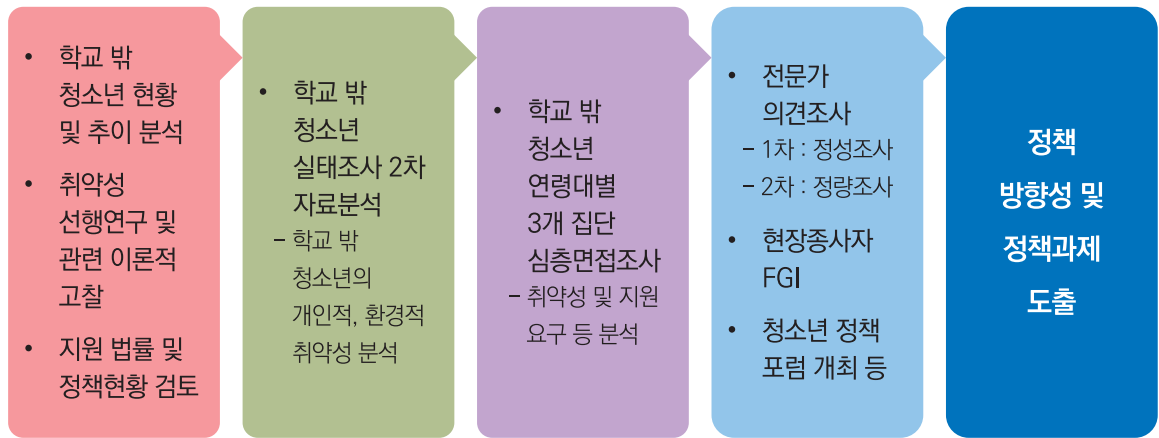 • 학교 밖
청소년 현황
및 추이 분석
• 취약성
선행연구 및
관련 이론적
고찰
• 지원 법률 및
정책현황 검토
• 학교 밖
청소년
실태조사 2차
자료분석
– 학교 밖
청소년의
개인적, 환경적
취약성 분석
• 학교 밖
청소년
연령대별
3개 집단
심층면접조사
– 취약성 및 지원
요구 등 분석
• 전문가
의견조사
– 1차 : 정성조사
– 2차 : 정량조사
• 현장종사자
FGI
• 청소년 정책
포럼 개최 등
정책
방향성 및
정책과제
도출